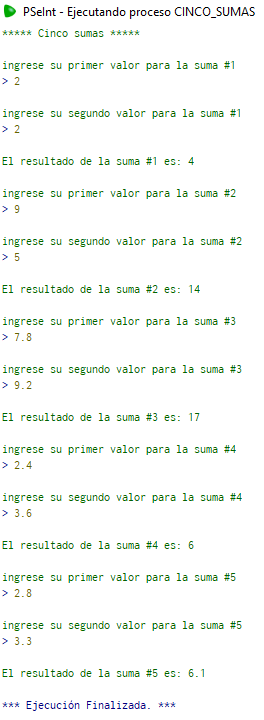 PSeInt - Ejecutando proceso CINCO_SUMAS
***** Cinco sumas *****
ingrese su primer valor para la suma #1
> 2
ingrese su segundo valor para la suma #1
> 2
El resultado de la suma #1 es: 4
ingrese su primer valor para la suma #2
> 9
ingrese su segundo valor para la suma #2
> 5
El resultado de la suma #2 es: 14
ingrese su primer valor para la suma #3
> 7.8
ingrese su segundo valor para la suma #3
> 9.2
El resultado de la suma #3 es: 17
ingrese su primer valor para la suma #4
> 2.4
ingrese su segundo valor para la suma #4
> 3.6
El resultado de la suma #4 es: 6
ingrese su primer valor para la suma #5
> 2.8
ingrese su segundo valor para la suma #5
> 3.3
El resultado de la suma #5 es: 6.1
*** Ejecución Finalizada. ***